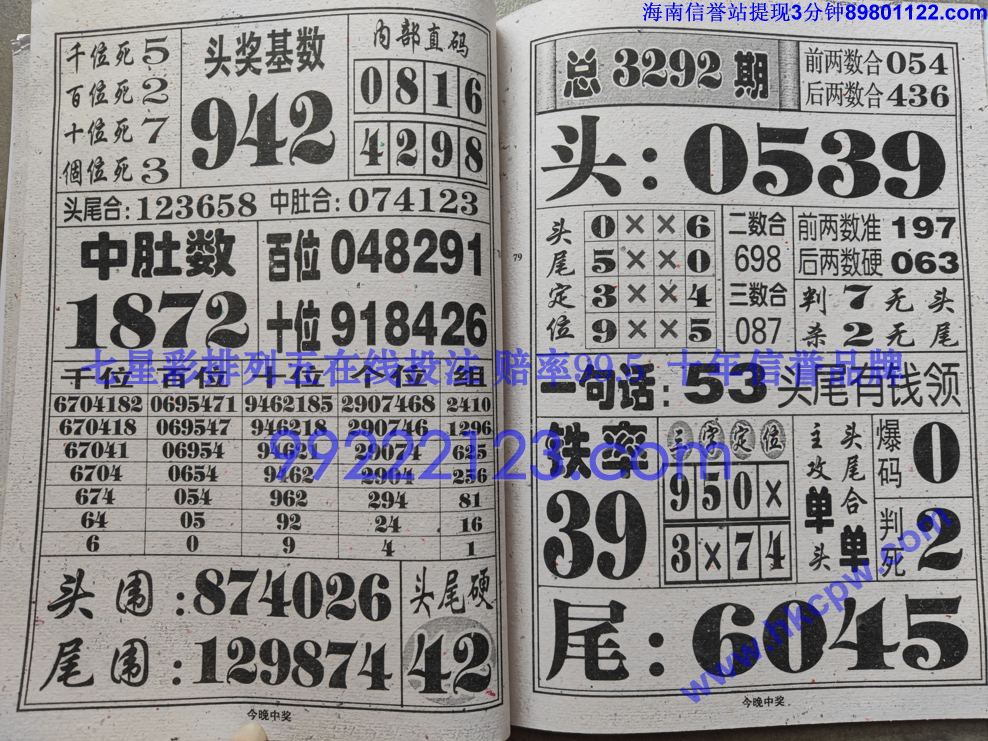 海南信誉站提现3分钟89801122.com
千位死5
百位死2
十位死7
個位死3
头奖基数
942
内部直码
0816
4298
头尾合:123658 中肚合:074123
中肚数
1872
百位 048291
十位 918426
七星彩排列五在线投注 赔率99.5 十年信誉品牌
千位 百位 十位 个位 组
6704182 0695471 9462185 2907468 2410
670418 069547 946218 290746 1296
67041 06954 94621 29074 625
6704 0654 9462 2904 256
674 054 962 294 81
64 05 92 24 16
6 0 9 4 1
99222123.com
头围:874026
尾围:129874
头尾硬
42
今晚中奖
总3292期
前两数合054
后两数合436
头:0539
79
头尾定位
0××6
5××0
3××4
9××5
二数合
698
三数合
087
前两数准197
后两数硬063
判7无头
杀2无尾
一句话:53头尾有钱领
铁率
39
三字定位
950×
3×74
主攻单头
头尾合单
爆码0
判死2
www.hkcpw.com
尾:6045
今晚中奖